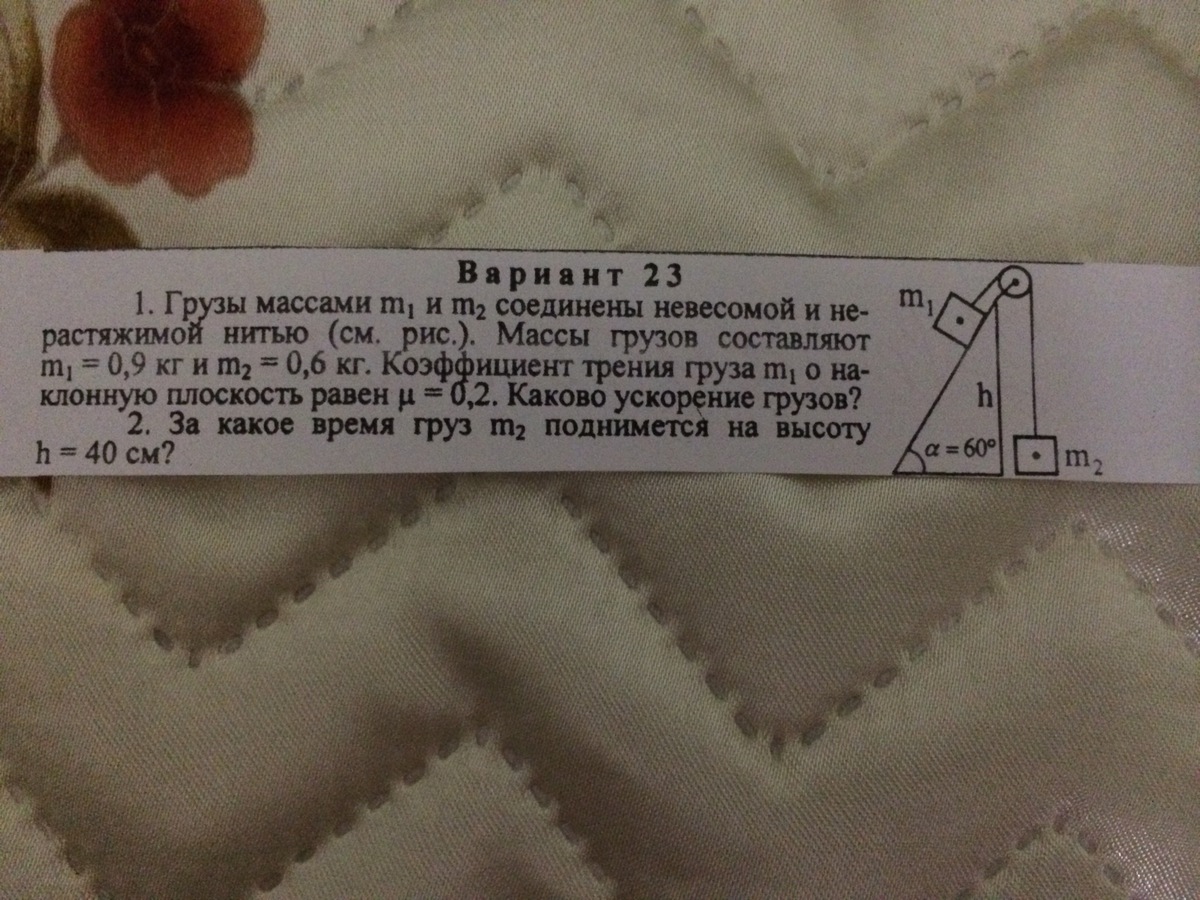 Вариант 23
1. Грузы массами m₁ и m₂ соединены невесомой и не-
растяжимой нитью (см. рис.). Массы грузов составляют
m₁ = 0,9 кг и m₂ = 0,6 кг. Коэффициент трения груза m₁ о на-
клонную плоскость равен μ = 0,2. Каково ускорение грузов?
2. За какое время груз m₂ поднимется на высоту
h = 40 см?
m₁
h
α = 60°
m₂